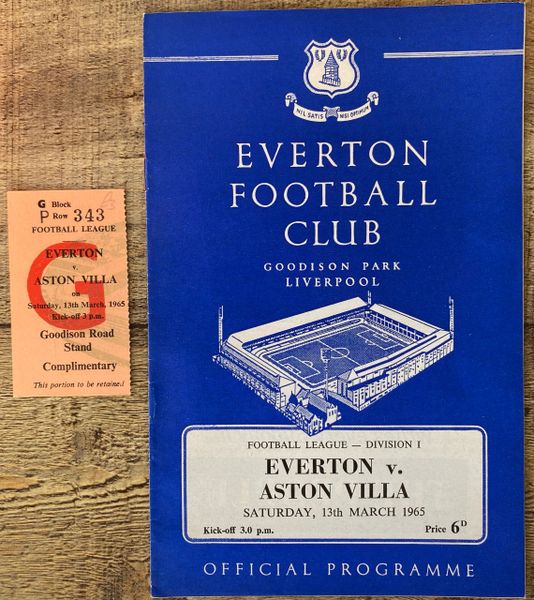 G Block
P Row 343
FOOTBALL LEAGUE
EVERTON
v.
ASTON VILLA
on
Saturday, 13th March, 1965
Kick-off 3 p.m.
Goodison Road
Stand
Complimentary
This portion to be retained
G
NIL SATIS NISI OPTIMUM
EVERTON
FOOTBALL
CLUB
GOODISON PARK
LIVERPOOL
FOOTBALL LEAGUE — DIVISION I
EVERTON v.
ASTON VILLA
SATURDAY, 13th MARCH 1965
Kick-off 3.0 p.m. Price 6D
OFFICIAL PROGRAMME